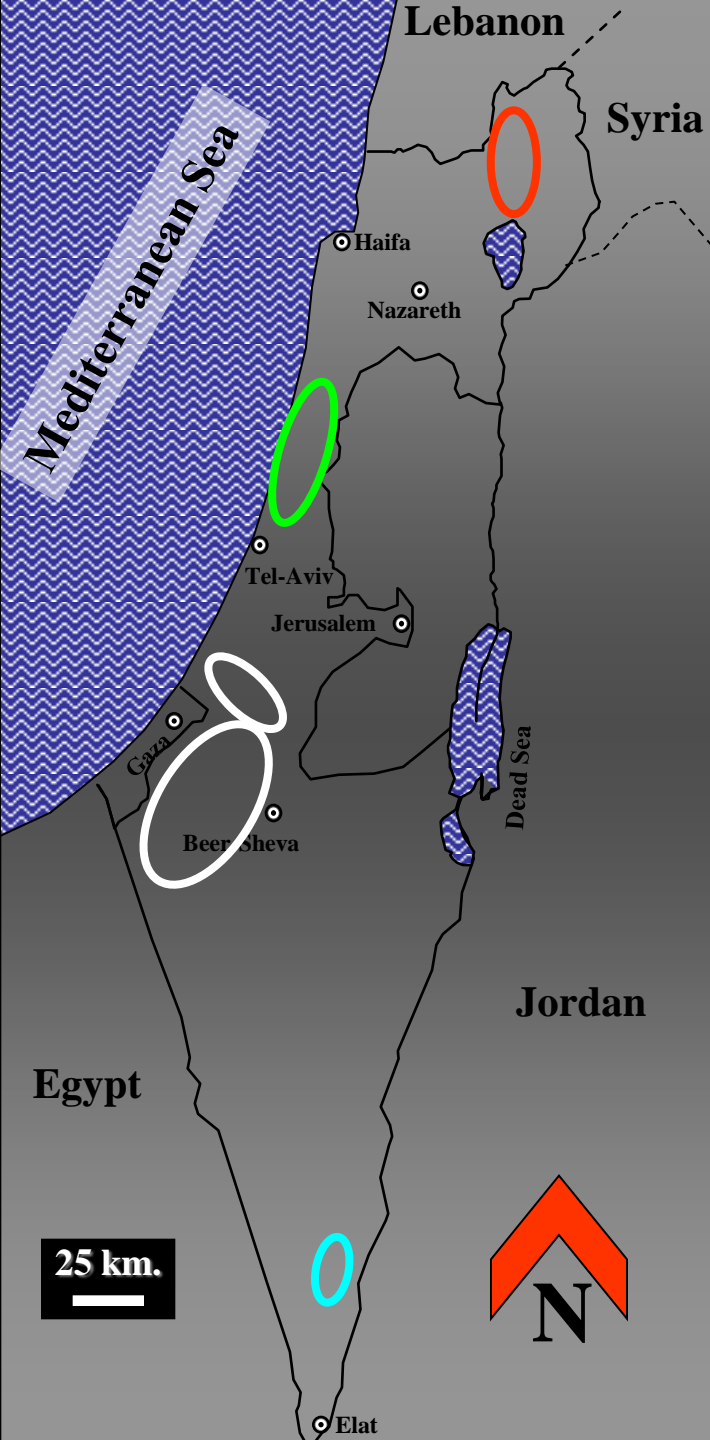 Lebanon
Syria
Mediterranean Sea
Haifa
Nazareth
Tel-Aviv
Jerusalem
Gaza
Dead Sea
Beer Sheva
Jordan
Egypt
25 km.
N
Elat